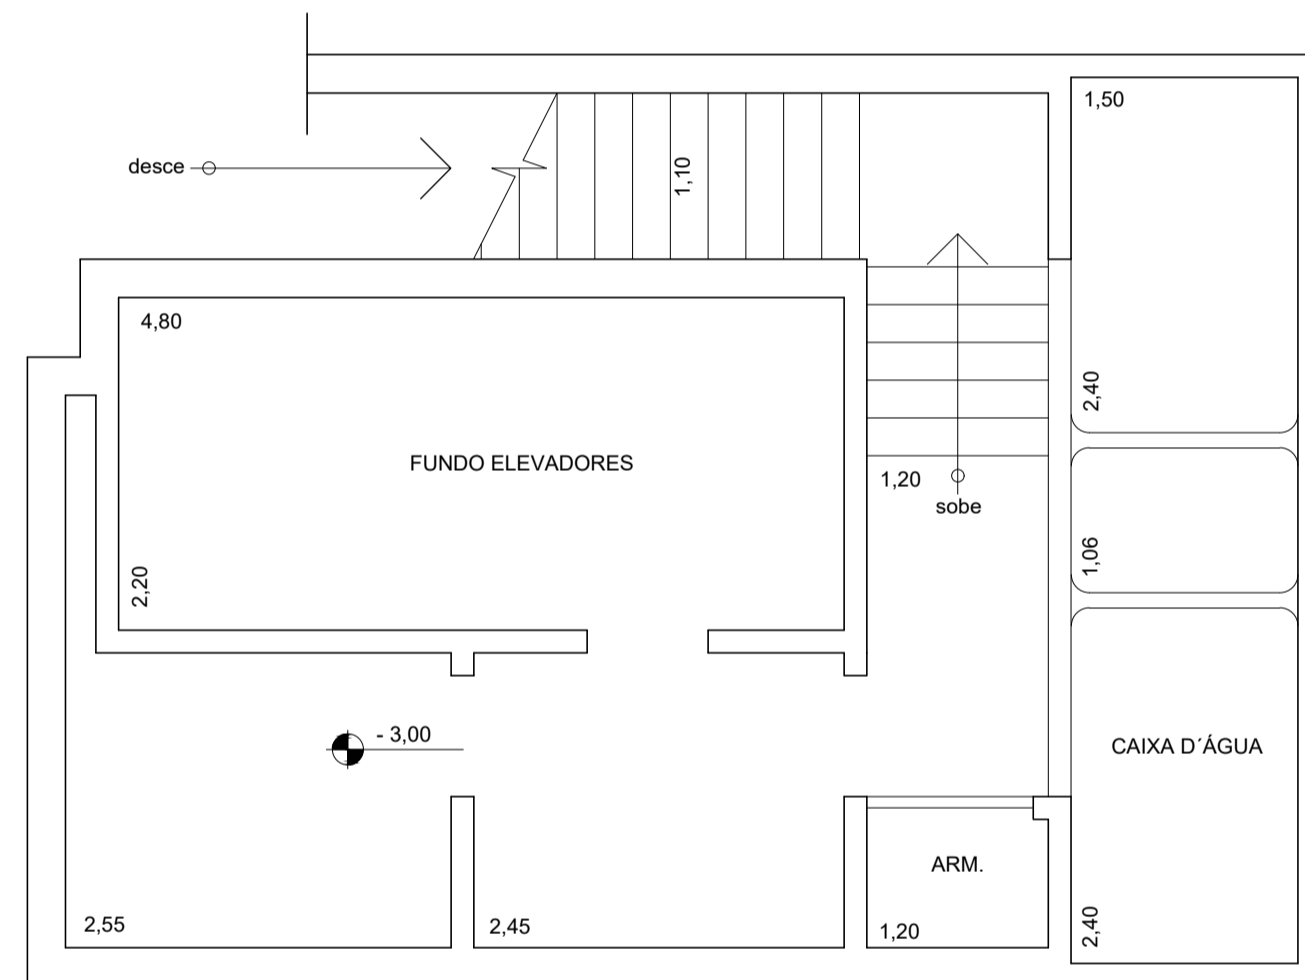 1,50
desce
1,10
4,80
2,40
FUNDO ELEVADORES
1,20
sobe
1,06
2,20
- 3,00
CAIXA D´ÁGUA
ARM.
2,55
2,45
1,20
2,40